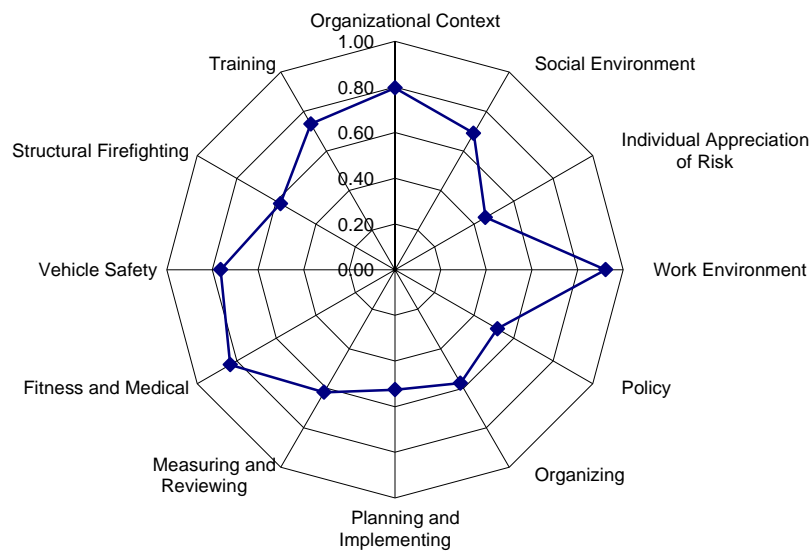 Organizational Context
1.00
Training
Social Environment
0.80
Structural Firefighting
0.60
Individual Appreciation
of Risk
0.40
0.20
Vehicle Safety
0.00
Work Environment
Fitness and Medical
Policy
Measuring and
Reviewing
Organizing
Planning and
Implementing